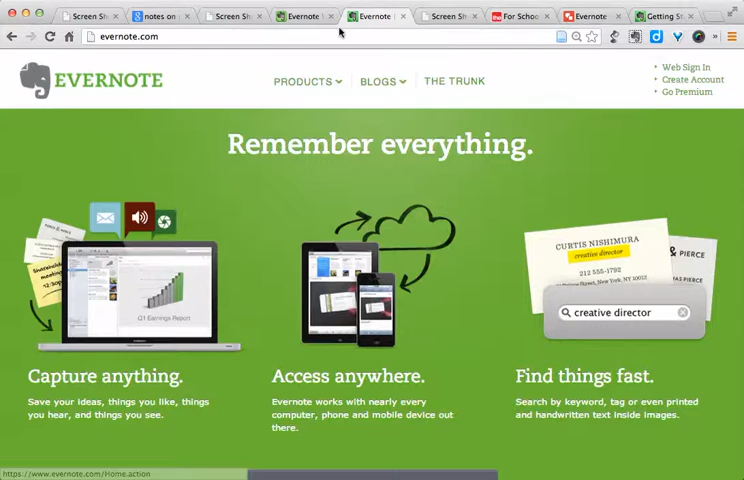 Screen Sh
notes on
Screen Sh
Evernote
Evernote
Screen Sh
For Schoo
Evernote
Getting St
evernote.com
EVERNOTE
PRODUCTS
BLOGS
THE TRUNK
Web Sign In
Create Account
Go Premium
Remember everything.
Q1 Earnings Report
CURTIS NISHIMURA
creative director
212 555-1792
& PIERCE
creative director
Capture anything.
Save your ideas, things you like, things
you hear, and things you see.
Access anywhere.
Evernote works with nearly every
computer, phone and mobile device out
there.
Find things fast.
Search by keyword, tag or even printed
and handwritten text inside images.
https://www.evernote.com/Home.action